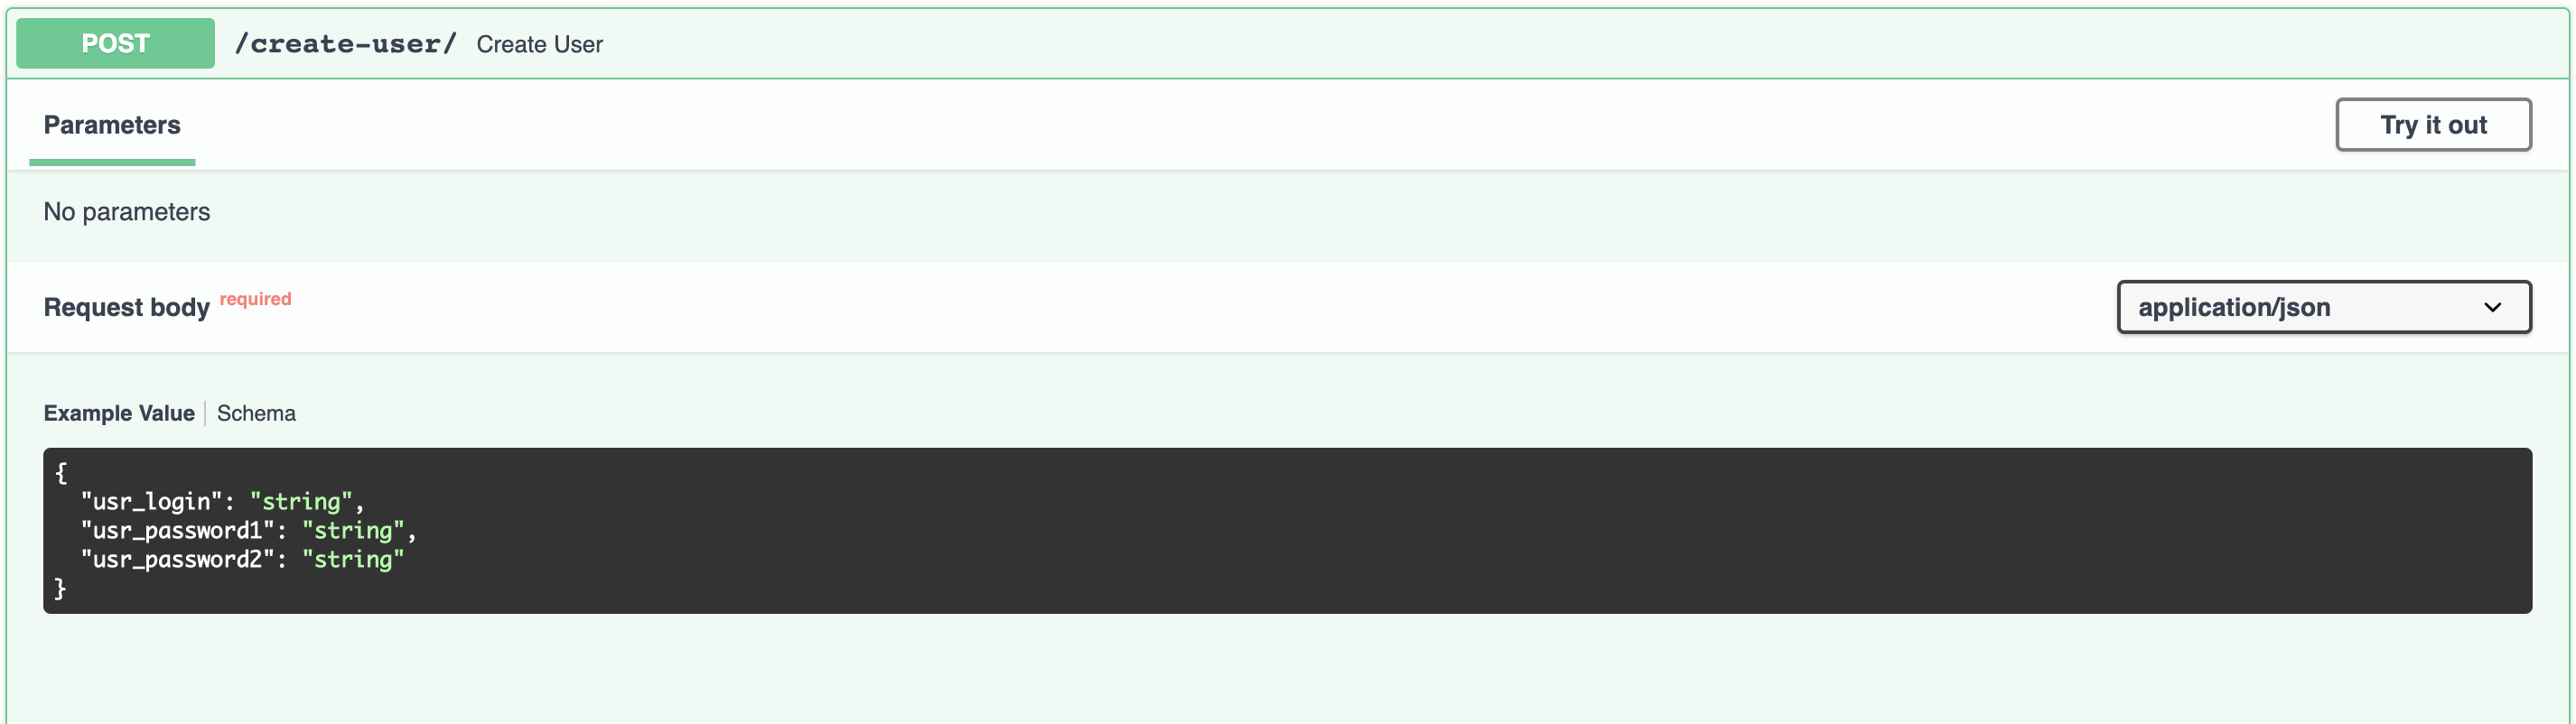 POST /create-user/ Create User
Parameters Try it out
No parameters
Request body required application/json
Example Value Schema
{
  "usr_login": "string",
  "usr_password1": "string",
  "usr_password2": "string"
}